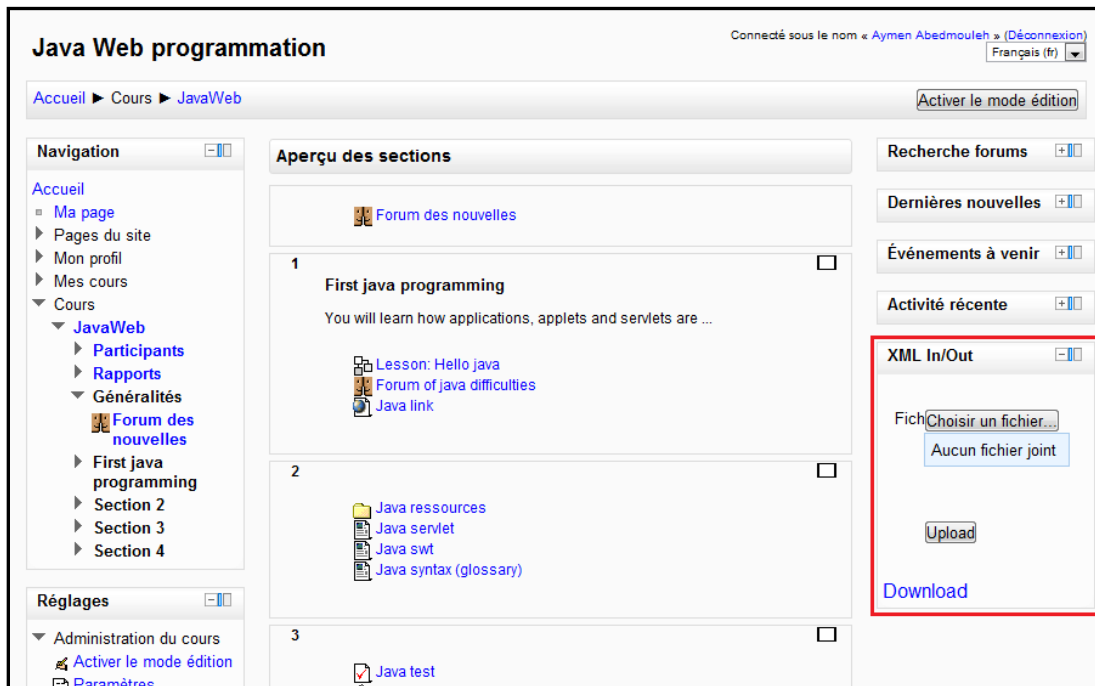 Java Web programmation
Connecté sous le nom « Aymen Abedmouleh » (Déconnexion)
Français (fr)
Accueil ► Cours ► JavaWeb
Activer le mode édition
Navigation
Accueil
Ma page
Pages du site
Mon profil
Mes cours
Cours
JavaWeb
Participants
Rapports
Généralités
Forum des
nouvelles
First java
programming
Section 2
Section 3
Section 4
Réglages
Administration du cours
Activer le mode édition
Paramètres
Aperçu des sections
Forum des nouvelles
1
First java programming
You will learn how applications, applets and servlets are ...
Lesson: Hello java
Forum of java difficulties
Java link
2
Java ressources
Java servlet
Java swt
Java syntax (glossary)
3
Java test
Recherche forums
Dernières nouvelles
Événements à venir
Activité récente
XML In/Out
Fich Choisir un fichier...
Aucun fichier joint
Upload
Download